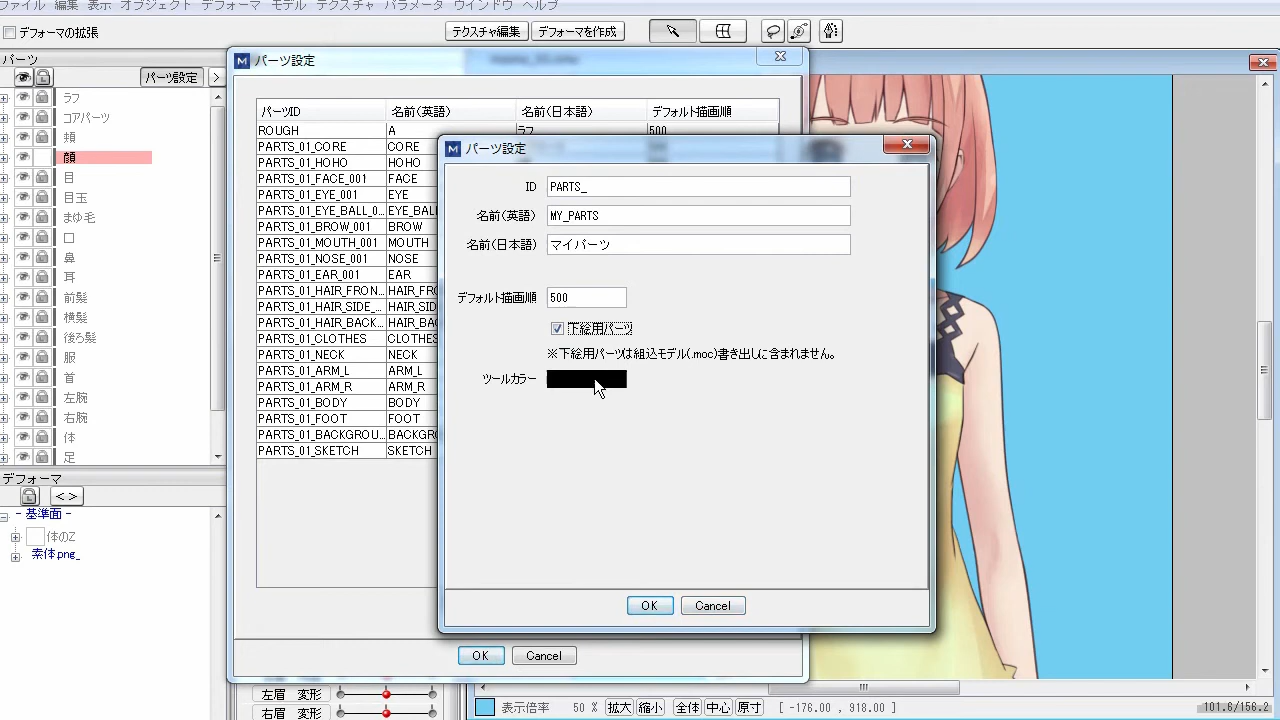 ファイル 編集 表示 オブジェクト デフォーマ モデル テクスチャ パラメータ ウインドウ ヘルプ
デフォーマの拡張
テクスチャ編集
デフォーマを作成
パーツ
パーツ設定
>
ラフ
コアパーツ
頬
顔
目
目玉
まゆ毛
口
鼻
耳
前髪
横髪
後ろ髪
服
首
左腕
右腕
体
足
デフォーマ
< >
- 基準面 -
体のZ
素体png_
M パーツ設定
パーツID 名前(英語) 名前(日本語) デフォルト描画順
ROUGH A ラフ 500
PARTS_01_CORE CORE
PARTS_01_HOHO HOHO
PARTS_01_FACE_001 FACE
PARTS_01_EYE_001 EYE
PARTS_01_EYE_BALL_0... EYE_BAL
PARTS_01_BROW_001 BROW
PARTS_01_MOUTH_001 MOUTH
PARTS_01_NOSE_001 NOSE
PARTS_01_EAR_001 EAR
PARTS_01_HAIR_FRON... HAIR_FR
PARTS_01_HAIR_SIDE_... HAIR_SID
PARTS_01_HAIR_BACK... HAIR_BA
PARTS_01_CLOTHES CLOTHES
PARTS_01_NECK NECK
PARTS_01_ARM_L ARM_L
PARTS_01_ARM_R ARM_R
PARTS_01_BODY BODY
PARTS_01_FOOT FOOT
PARTS_01_BACKGROU... BACKGR
PARTS_01_SKETCH SKETCH
OK Cancel
M パーツ設定
ID PARTS_
名前(英語) MY_PARTS
名前(日本語) マイパーツ
デフォルト描画順 500
下絵用パーツ
※下絵用パーツは組込モデル(.moc)書き出しに含まれません。
ツールカラー
OK Cancel
左眉 変形
右眉 変形
表示倍率 50 % 拡大 縮小 全体 中心 原寸 [ -176.00 , 918.00 ]
101.6/156.2